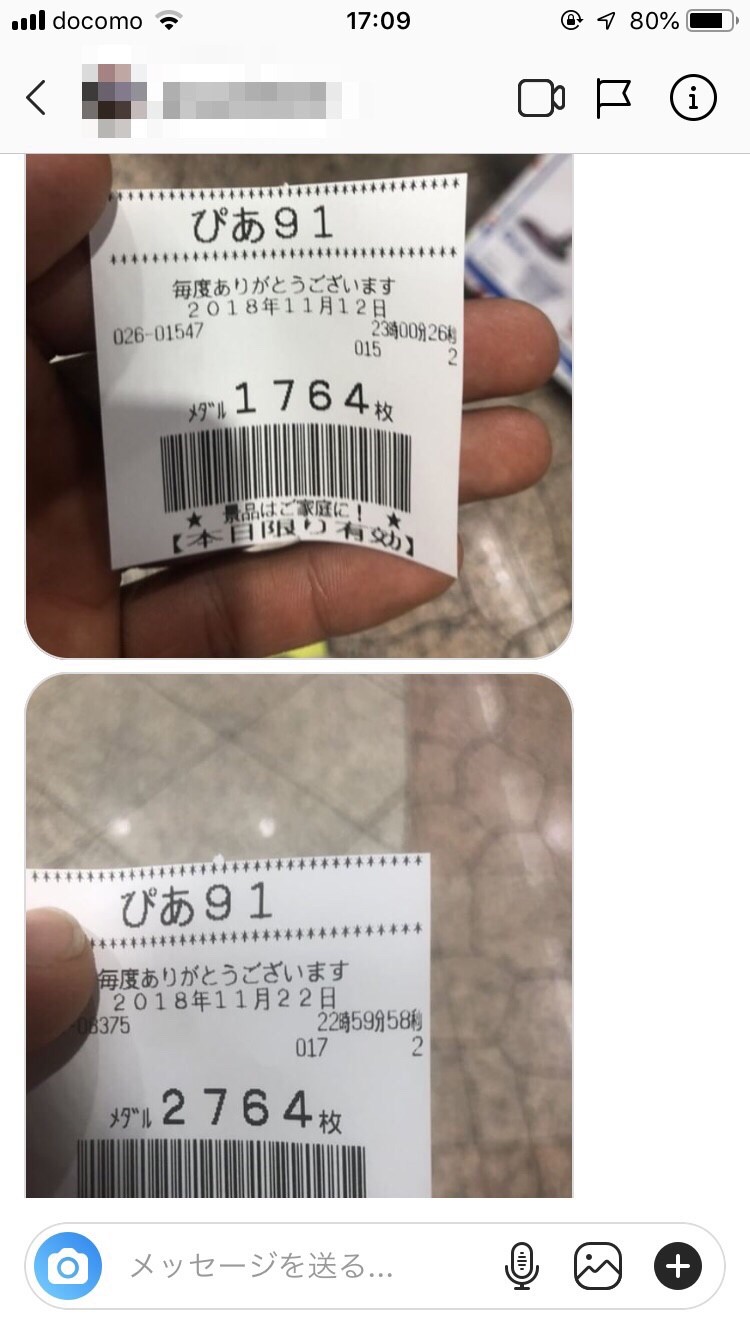 docomo 17:09 80%
ぴあ91
毎度ありがとうございます
2018年11月12日
026-01547 23時00分26秒
015 2
メダル1764枚
★ 景品はご家庭に! ★
【本日限り有効】
ぴあ91
毎度ありがとうございます
2018年11月22日
-08375 22時59分58秒
017 2
メダル2764枚
メッセージを送る...